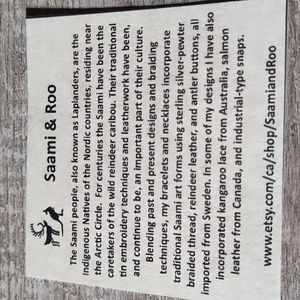 Saami & Roo
The Saami people, also known as Laplanders, are the
Indigenous Natives of the Nordic countries, residing near
the Arctic Circle. For centuries the Saami have been the
caretakers of the wild reindeer caribou. Their traditional
tin embroidery techniques and leatherwork have been,
and continue to be, an important part of their culture.
Blending past and present designs and braiding
techniques, my bracelets and necklaces incorporate
traditional Saami art forms using sterling silver-pewter
braided thread, reindeer leather, and antler buttons, all
imported from Sweden. In some of my designs I have also
incorporated kangaroo lace from Australia, salmon
leather from Canada, and industrial-type snaps.
www.etsy.com/ca/shop/SaamiandRoo